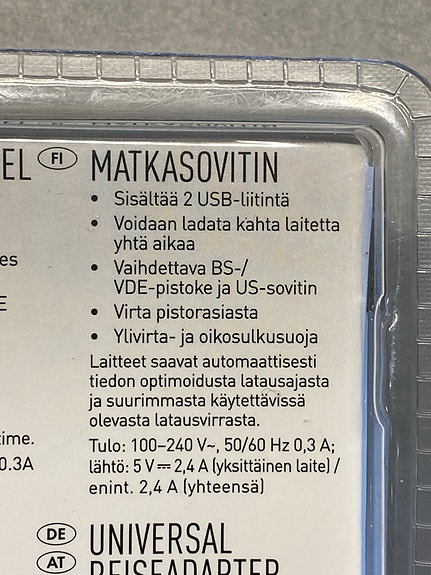 EL FI MATKASOVITIN
• Sisältää 2 USB-liitintä
• Voidaan ladata kahta laitetta
yhtä aikaa
es
• Vaihdettava BS-/
VDE-pistoke ja US-sovitin
E
• Virta pistorasiasta
• Ylivirta- ja oikosulkusuoja
Laitteet saavat automaattisesti
tiedon optimoidusta latausajasta
ja suurimmasta käytettävissä
olevasta latausvirrasta.
time.
Tulo: 100–240 V~, 50/60 Hz 0,3 A;
0.3A
lähtö: 5 V⎓2,4 A (yksittäinen laite) /
enint. 2,4 A (yhteensä)
DE UNIVERSAL
AT REISEADAPTER